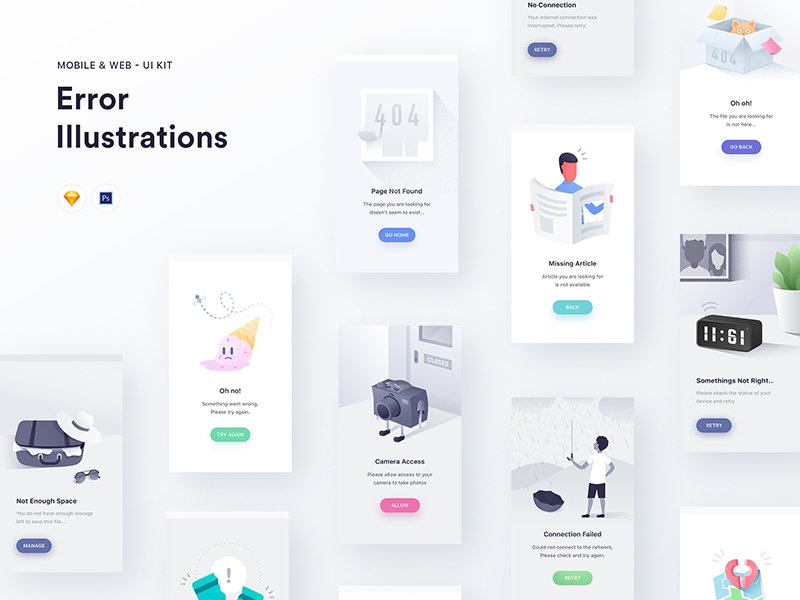 MOBILE & WEB - UI KIT
Error
Illustrations
Ps
Not Enough Space
You do not have enough storage
left to save this file....
MANAGE
Oh no!
Something went wrong,
Please try again.
TRY AGAIN
!
404
Page Not Found
The page you are looking for
doesn't seem to exist...
GO HOME
CLOSED
Camera Access
Please allow access to your
camera to take photos
ALLOW
No Connection
Your internet connection was
interrupted, Please retry.
RETRY
Missing Article
Article you are looking for
is not available
BACK
Connection Failed
Could not connect to the network,
Please check and try again.
RETRY
404
Oh oh!
The file you are looking for
is not here...
GO BACK
11:61
Somethings Not Right..
Please check the status of your
device and retry
RETRY